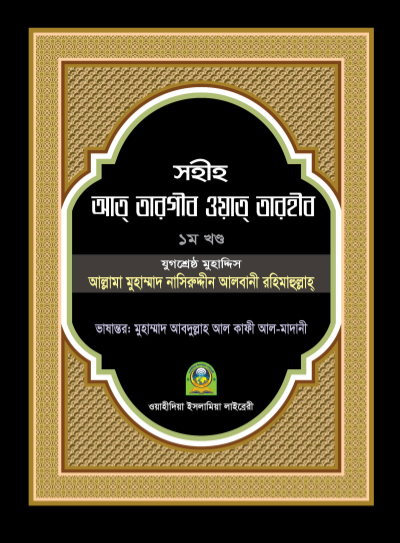 সহীহ
আত্ তারগীব ওয়াত্ তারহীব
১ম খণ্ড
যুগশ্রেষ্ঠ মুহাদ্দিস
আল্লামা মুহাম্মাদ নাসিরুদ্দীন আলবানী রহিমাহুল্লাহ্
ভাষান্তর: মুহাম্মাদ আবদুল্লাহ আল কাফী আল-মাদানী
ওয়াহীদিয়া ইসলামিয়া লাইব্রেরী